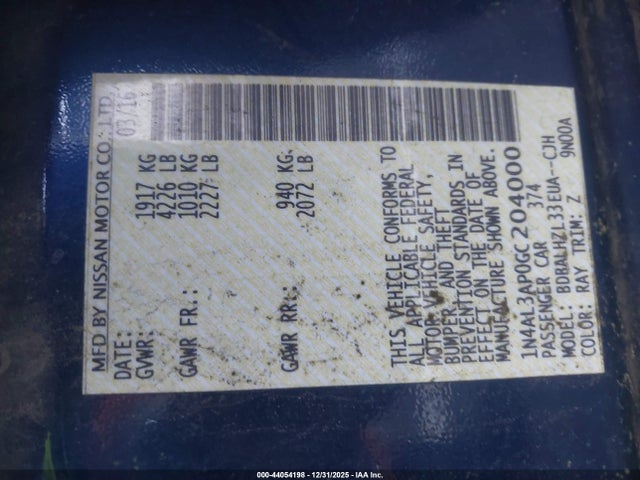 MFD BY NISSAN MOTOR CO., LTD.
DATE: 03/16
GVWR: 1917 KG
4226 LB
GAWR FR.: 1010 KG
2227 LB
GAWR RR.: 940 KG
2072 LB
THIS VEHICLE CONFORMS TO
ALL APPLICABLE FEDERAL
MOTOR VEHICLE SAFETY,
BUMPER AND THEFT
PREVENTION STANDARDS IN
EFFECT ON THE DATE OF
MANUFACTURE SHOWN ABOVE.
1N4AL3AP0GC204000
PASSENGER CAR 374
MODEL: BDBALHZL33EUA--CJH
COLOR: RAY TRIM: Z 9N00A
000-44054198 - 12/31/2025 - IAA Inc.